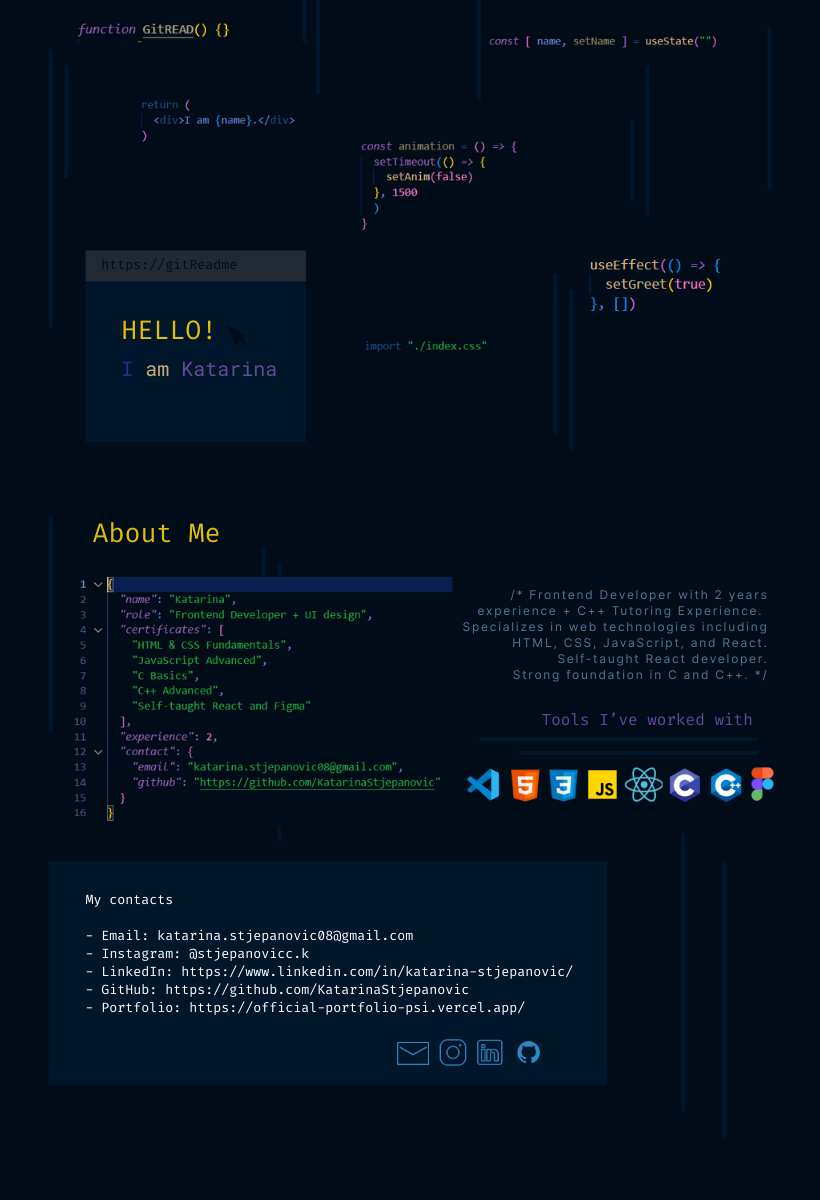 function GitREAD() {}
const [ name, setName ] = useState("")
return (
<div>I am {name}.</div>
)
const animation = () => {
setTimeout(() => {
setAnim(false)
}, 1500
)
}
https://gitReadme
HELLO!
I am Katarina
useEffect(() => {
setGreet(true)
}, [])
import "./index.css"
About Me
1 {
2 "name": "Katarina",
3 "role": "Frontend Developer + UI design",
4 "certificates": [
5 "HTML & CSS Fundamentals",
6 "JavaScript Advanced",
7 "C Basics",
8 "C++ Advanced",
9 "Self-taught React and Figma"
10 ],
11 "experience": 2,
12 "contact": {
13 "email": "katarina.stjepanovic08@gmail.com",
14 "github": "https://github.com/KatarinaStjepanovic"
15 }
16 }
/* Frontend Developer with 2 years
experience + C++ Tutoring Experience.
Specializes in web technologies including
HTML, CSS, JavaScript, and React.
Self-taught React developer.
Strong foundation in C and C++. */
Tools I’ve worked with
5 3 JS C C++
My contacts
- Email: katarina.stjepanovic08@gmail.com
- Instagram: @stjepanovicc.k
- LinkedIn: https://www.linkedin.com/in/katarina-stjepanovic/
- GitHub: https://github.com/KatarinaStjepanovic
- Portfolio: https://official-portfolio-psi.vercel.app/
in